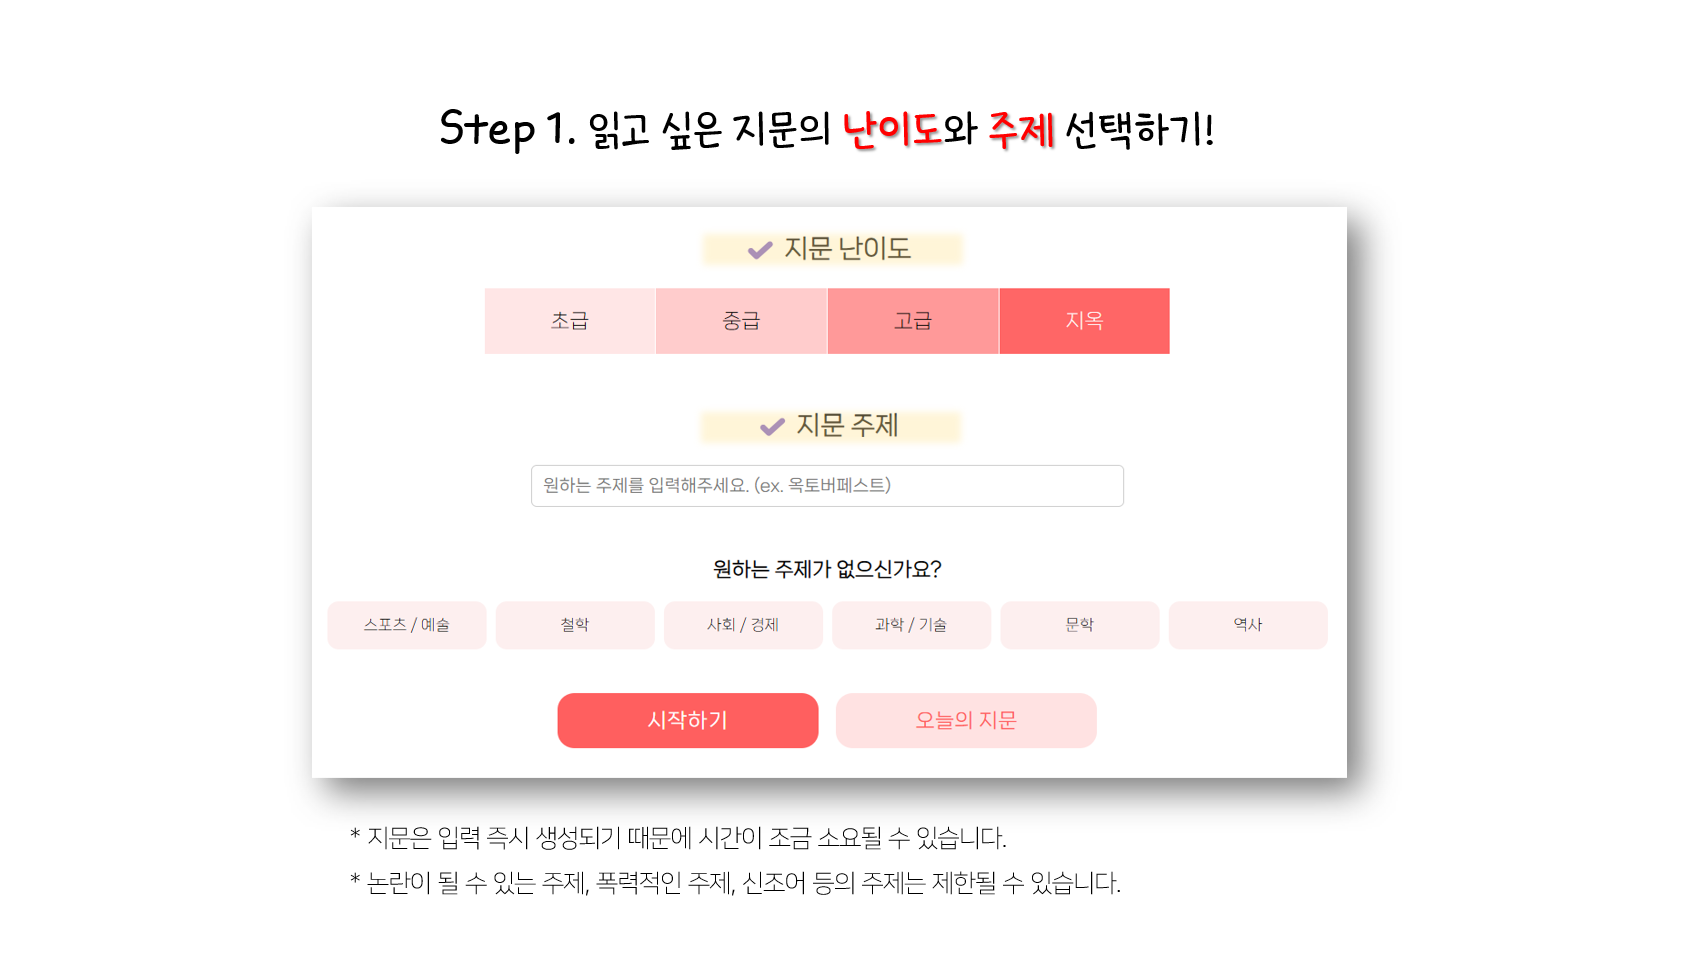 Step 1. 읽고 싶은 지문의 난이도와 주제 선택하기!
지문 난이도
초급 중급 고급 지옥
지문 주제
원하는 주제를 입력해주세요. (ex. 옥토버페스트)
원하는 주제가 없으신가요?
스포츠 / 예술 철학 사회 / 경제 과학 / 기술 문학 역사
시작하기 오늘의 지문
* 지문은 입력 즉시 생성되기 때문에 시간이 조금 소요될 수 있습니다.
* 논란이 될 수 있는 주제, 폭력적인 주제, 신조어 등의 주제는 제한될 수 있습니다.